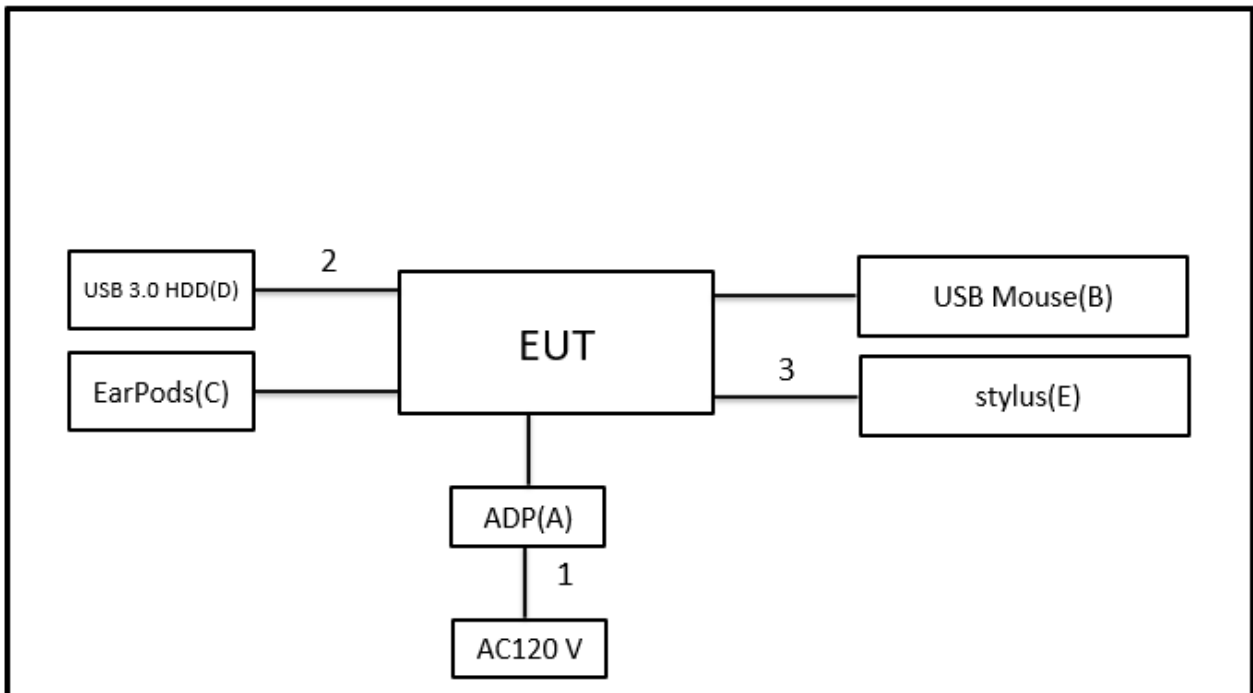 2
USB 3.0 HDD(D)
EUT
USB Mouse(B)
EarPods(C)
3
stylus(E)
ADP(A)
1
AC120 V